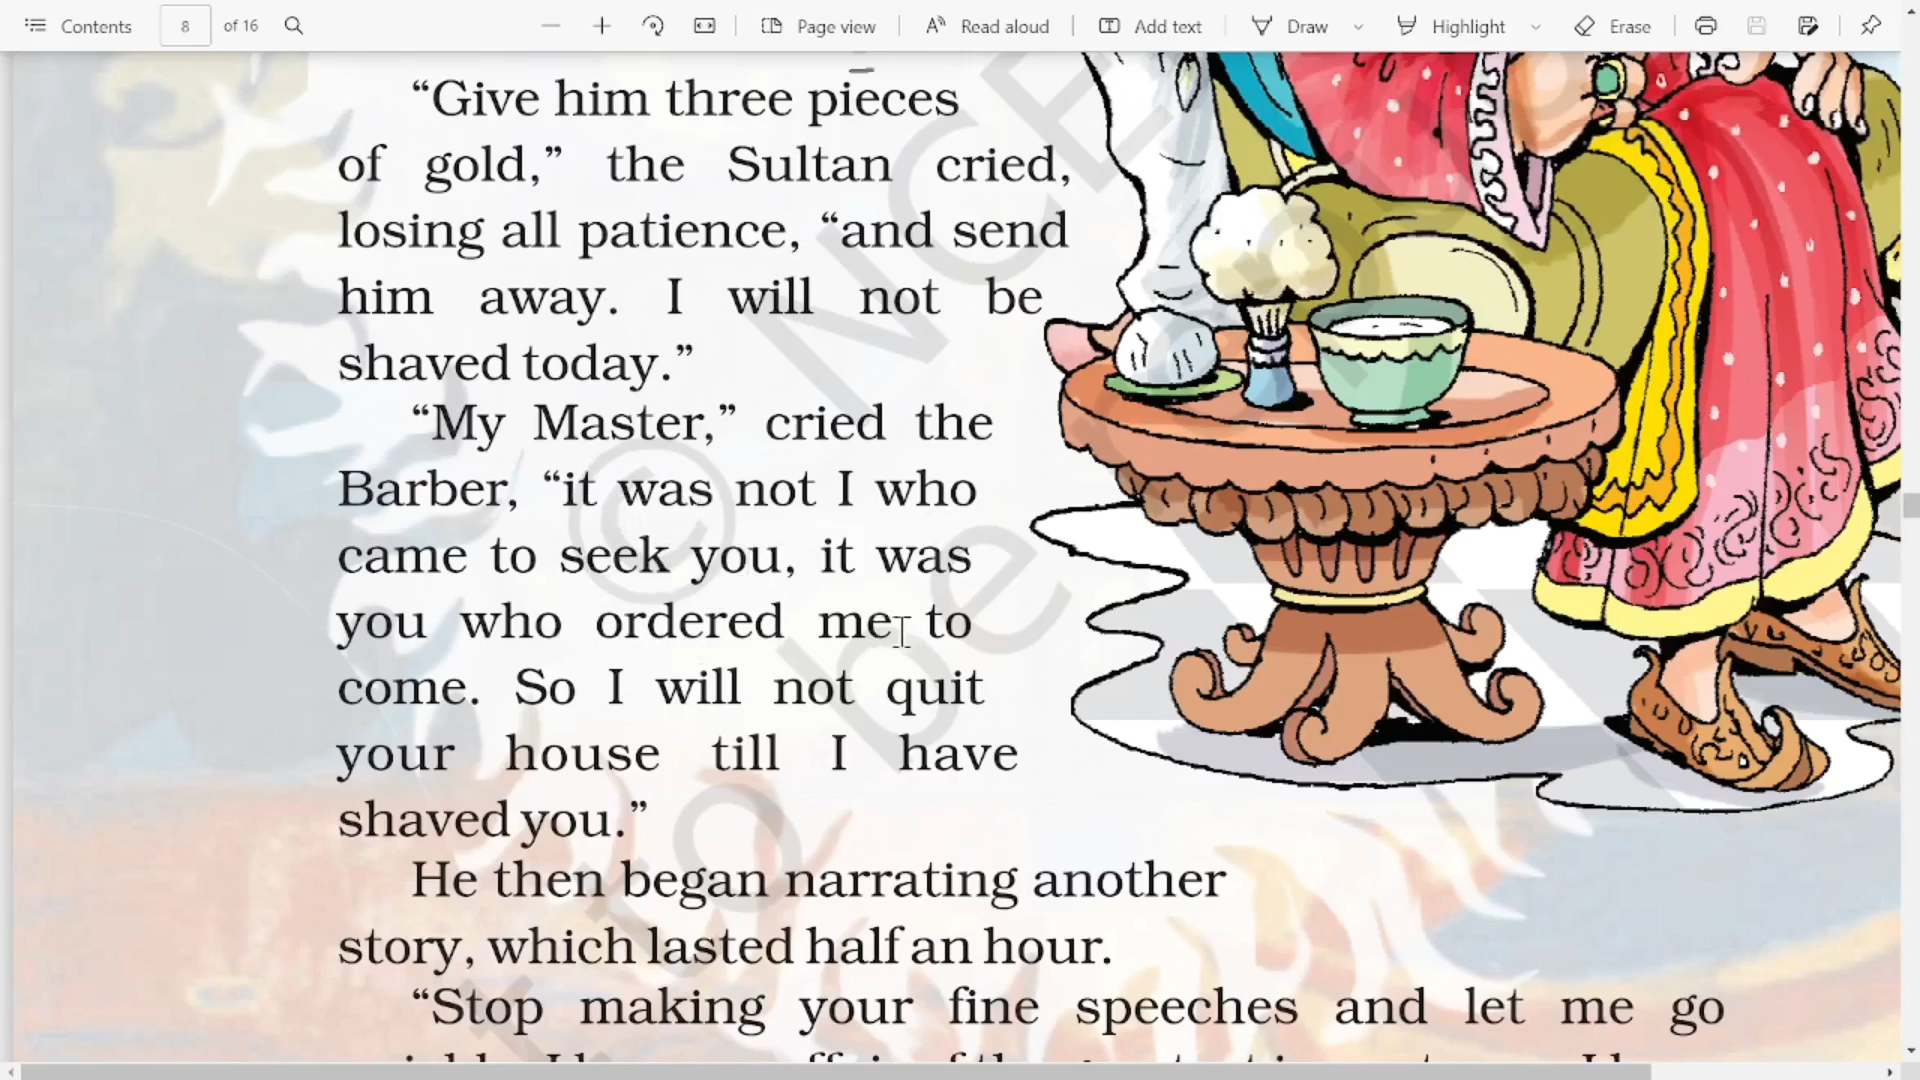 Contents 8 of 16 Page view Read aloud Add text Draw Highlight Erase
“Give him three pieces
of gold,” the Sultan cried,
losing all patience, “and send
him away. I will not be
shaved today.”
“My Master,” cried the
Barber, “it was not I who
came to seek you, it was
you who ordered me to
come. So I will not quit
your house till I have
shaved you.”
He then began narrating another
story, which lasted half an hour.
“Stop making your fine speeches and let me go
© NCE
to be